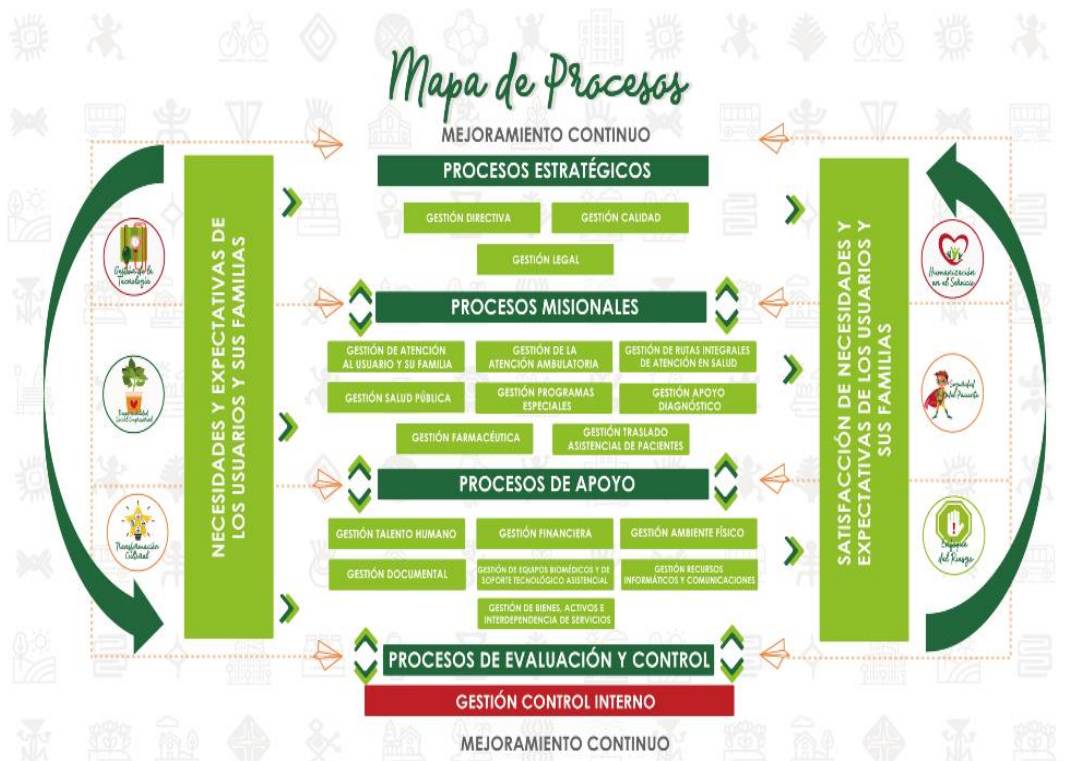 Mapa de Procesos
MEJORAMIENTO CONTINUO
NECESIDADES Y EXPECTATIVAS DE
LOS USUARIOS Y SUS FAMILIAS
Gestión de la
Tecnología
Responsabilidad
Social Empresarial
Transformación
Cultural
PROCESOS ESTRATÉGICOS
GESTIÓN DIRECTIVA
GESTIÓN CALIDAD
GESTIÓN LEGAL
PROCESOS MISIONALES
GESTIÓN DE ATENCIÓN
AL USUARIO Y SU FAMILIA
GESTIÓN DE LA
ATENCIÓN AMBULATORIA
GESTIÓN DE RUTAS INTEGRALES
DE ATENCIÓN EN SALUD
GESTIÓN SALUD PÚBLICA
GESTIÓN PROGRAMAS
ESPECIALES
GESTIÓN APOYO
DIAGNÓSTICO
GESTIÓN FARMACÉUTICA
GESTIÓN TRASLADO
ASISTENCIAL DE PACIENTES
PROCESOS DE APOYO
GESTIÓN TALENTO HUMANO
GESTIÓN FINANCIERA
GESTIÓN AMBIENTE FÍSICO
GESTIÓN DOCUMENTAL
GESTIÓN DE EQUIPOS BIOMÉDICOS Y DE
SOPORTE TECNOLÓGICO ASISTENCIAL
GESTIÓN RECURSOS
INFORMÁTICOS Y COMUNICACIONES
GESTIÓN DE BIENES, ACTIVOS E
INTERDEPENDENCIA DE SERVICIOS
PROCESOS DE EVALUACIÓN Y CONTROL
GESTIÓN CONTROL INTERNO
MEJORAMIENTO CONTINUO
SATISFACCIÓN DE NECESIDADES Y
EXPECTATIVAS DE LOS USUARIOS Y
SUS FAMILIAS
Humanización
en el Servicio
Seguridad
del Paciente
Enfoque
del Riesgo